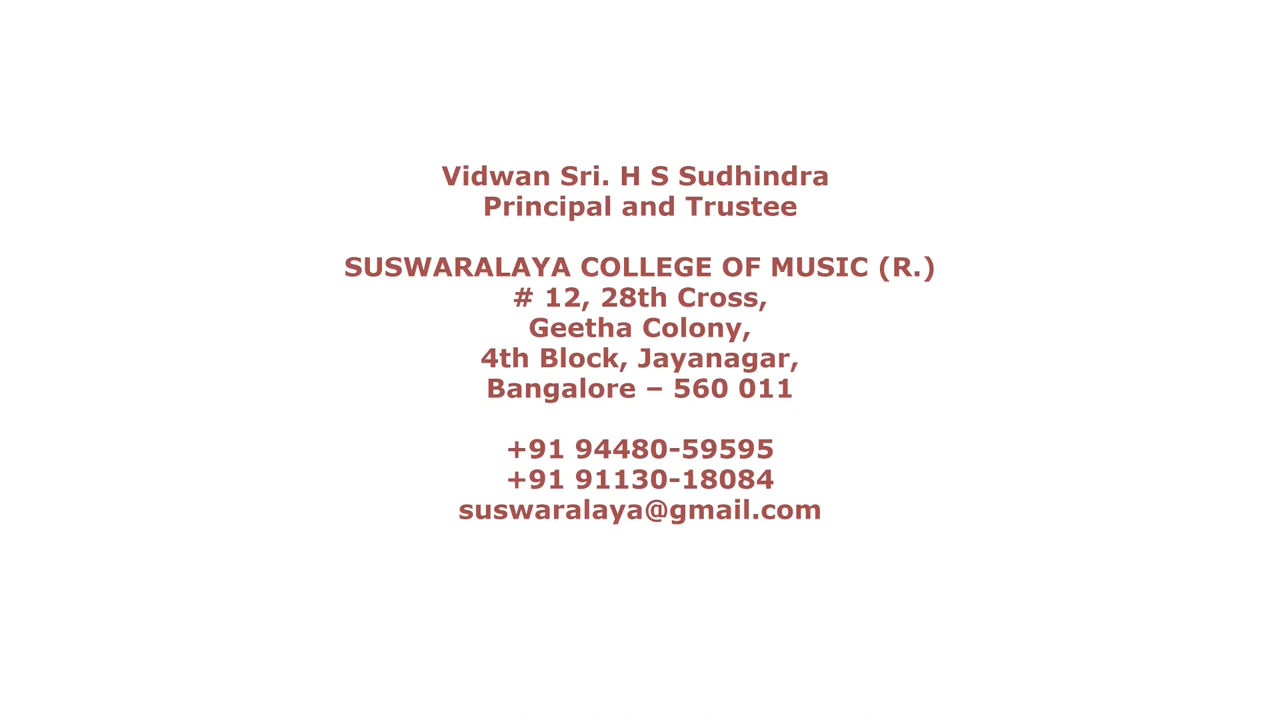 Vidwan Sri. H S Sudhindra
Principal and Trustee
SUSWARALAYA COLLEGE OF MUSIC (R.)
# 12, 28th Cross,
Geetha Colony,
4th Block, Jayanagar,
Bangalore – 560 011
+91 94480-59595
+91 91130-18084
suswaralaya@gmail.com